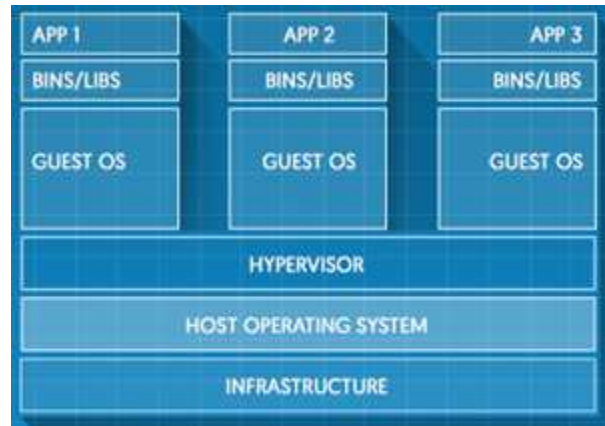 APP 1
APP 2
APP 3
BINS/LIBS
BINS/LIBS
BINS/LIBS
GUEST OS
GUEST OS
GUEST OS
HYPERVISOR
HOST OPERATING SYSTEM
INFRASTRUCTURE